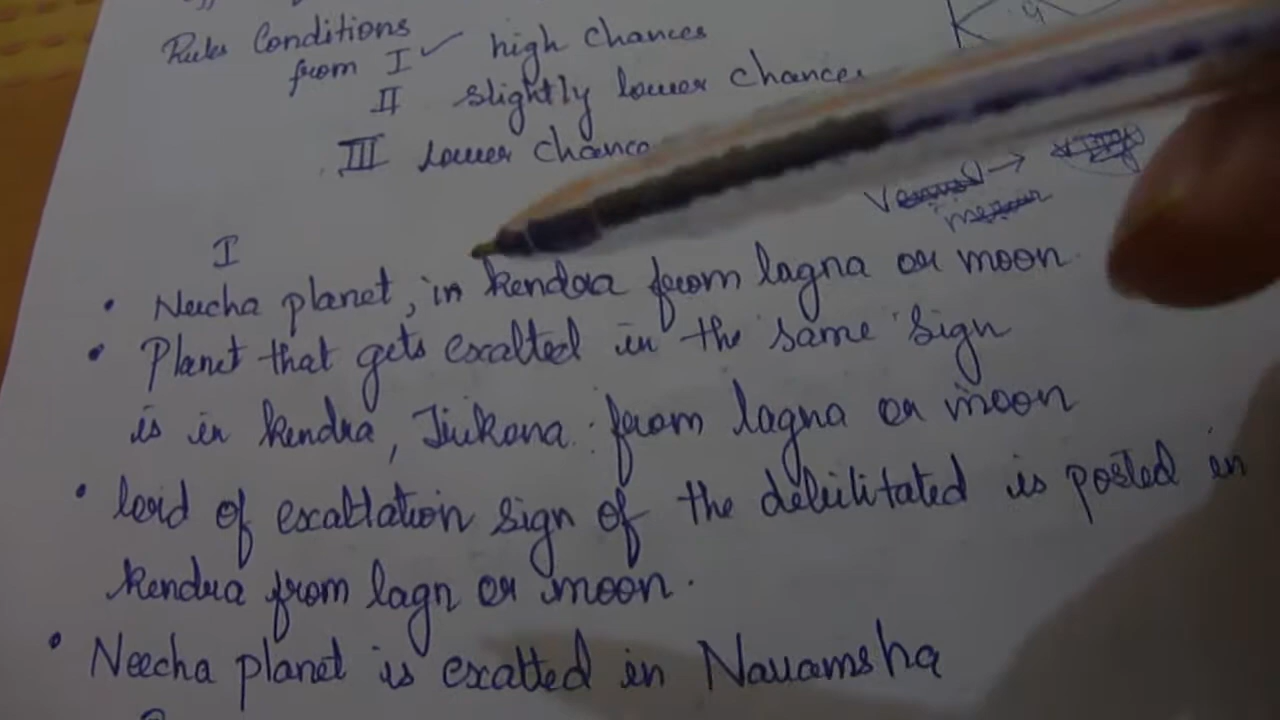 Rules Conditions
from I ✓ high chances
II slightly lower chances
III Lower chance
Venus →
I
• Neecha planet, in kendra from lagna or moon
• Planet that gets exalted in the same sign
is in kendra, Trikona. from lagna or moon
• lord of exaltation sign of the debilitated is posted in
kendra from lagn or moon.
• Neecha planet is exalted in Navamsha